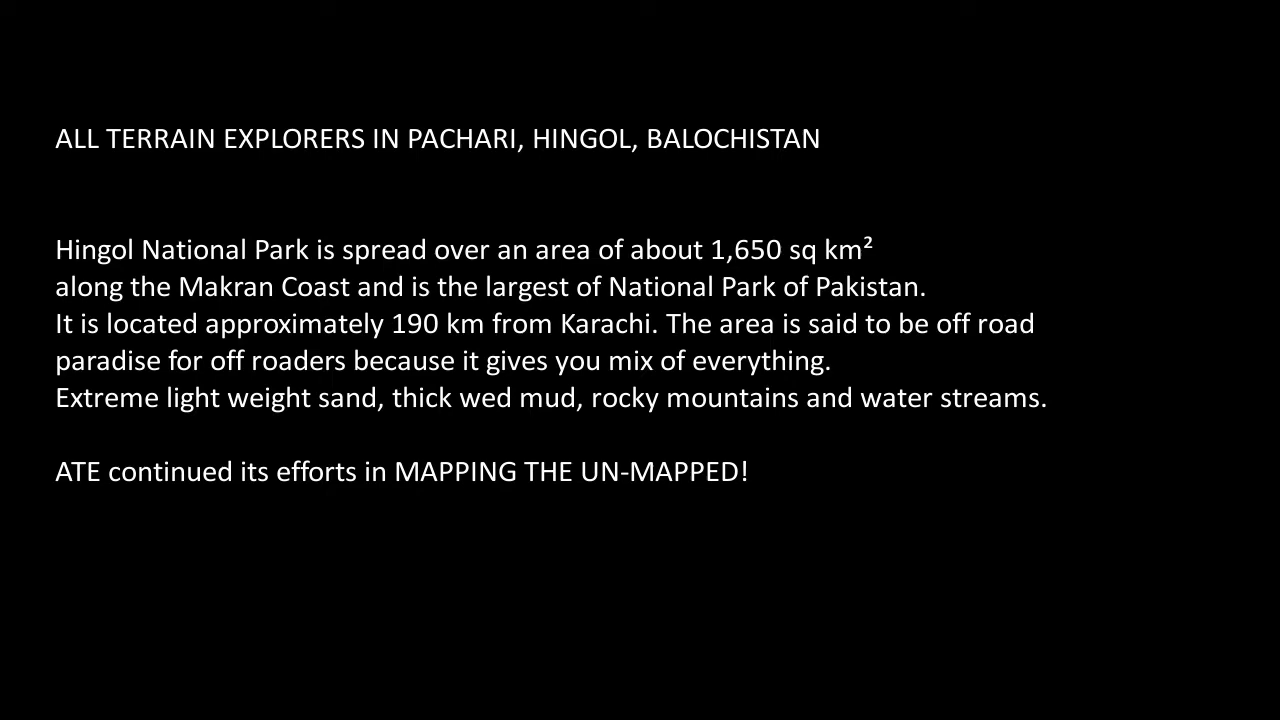 ALL TERRAIN EXPLORERS IN PACHARI, HINGOL, BALOCHISTAN
Hingol National Park is spread over an area of about 1,650 sq km²
along the Makran Coast and is the largest of National Park of Pakistan.
It is located approximately 190 km from Karachi. The area is said to be off road
paradise for off roaders because it gives you mix of everything.
Extreme light weight sand, thick wed mud, rocky mountains and water streams.
ATE continued its efforts in MAPPING THE UN-MAPPED!